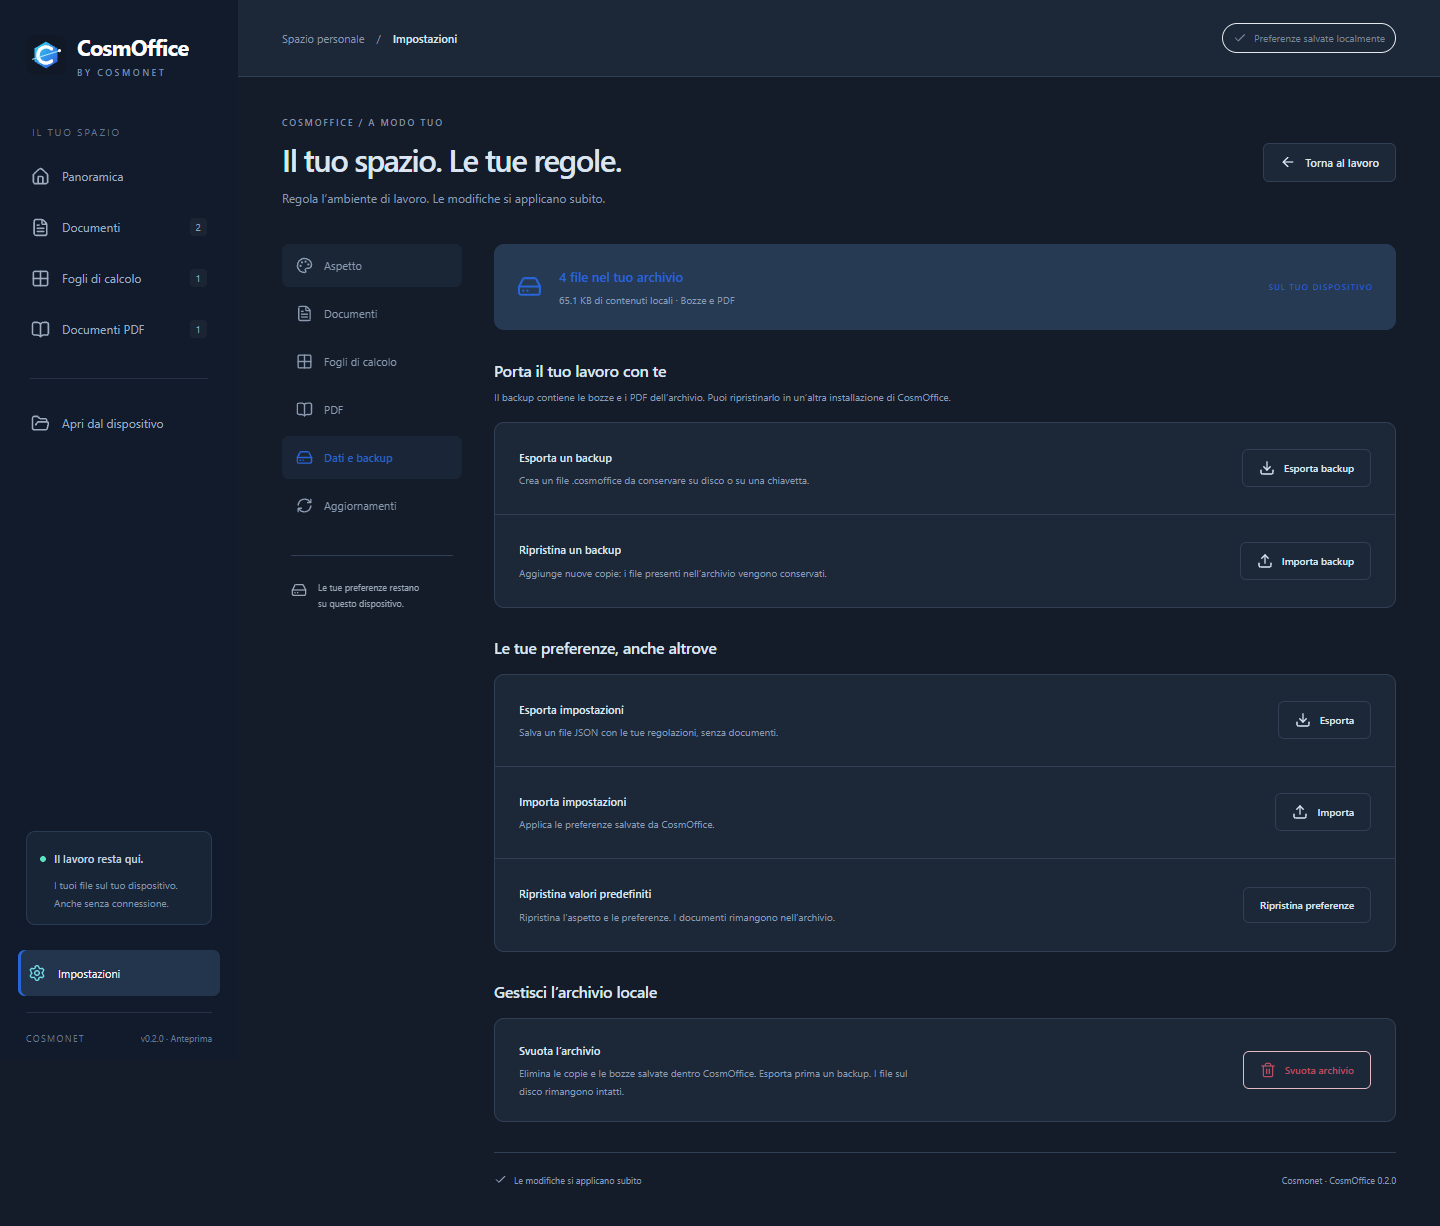 CosmOffice
BY COSMONET
IL TUO SPAZIO
Panoramica
Documenti 2
Fogli di calcolo 1
Documenti PDF 1
Apri dal dispositivo
Il lavoro resta qui.
I tuoi file sul tuo dispositivo.
Anche senza connessione.
Impostazioni
COSMONET v0.2.0 · Anteprima
Spazio personale / Impostazioni
Preferenze salvate localmente
COSMOFFICE / A MODO TUO
Il tuo spazio. Le tue regole.
Regola l'ambiente di lavoro. Le modifiche si applicano subito.
Torna al lavoro
Aspetto
Documenti
Fogli di calcolo
PDF
Dati e backup
Aggiornamenti
Le tue preferenze restano
su questo dispositivo.
4 file nel tuo archivio
65.1 KB di contenuti locali · Bozze e PDF
SUL TUO DISPOSITIVO
Porta il tuo lavoro con te
Il backup contiene le bozze e i PDF dell'archivio. Puoi ripristinarlo in un'altra installazione di CosmOffice.
Esporta un backup
Crea un file .cosmoffice da conservare su disco o su una chiavetta.
Esporta backup
Ripristina un backup
Aggiunge nuove copie: i file presenti nell'archivio vengono conservati.
Importa backup
Le tue preferenze, anche altrove
Esporta impostazioni
Salva un file JSON con le tue regolazioni, senza documenti.
Esporta
Importa impostazioni
Applica le preferenze salvate da CosmOffice.
Importa
Ripristina valori predefiniti
Ripristina l'aspetto e le preferenze. I documenti rimangono nell'archivio.
Ripristina preferenze
Gestisci l'archivio locale
Svuota l'archivio
Elimina le copie e le bozze salvate dentro CosmOffice. Esporta prima un backup. I file sul
disco rimangono intatti.
Svuota archivio
Le modifiche si applicano subito
Cosmonet · CosmOffice 0.2.0